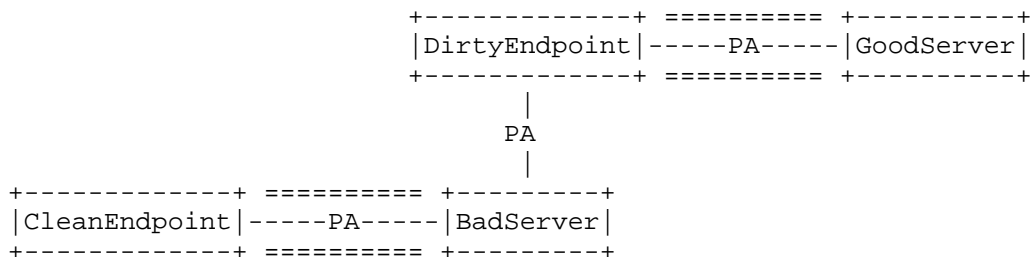 +-------------+ ========== +----------+
|DirtyEndpoint|-----PA-----|GoodServer|
+-------------+ ========== +----------+
|
PA
|
+-------------+ ========== +---------+
|CleanEndpoint|-----PA-----|BadServer|
+-------------+ ========== +---------+